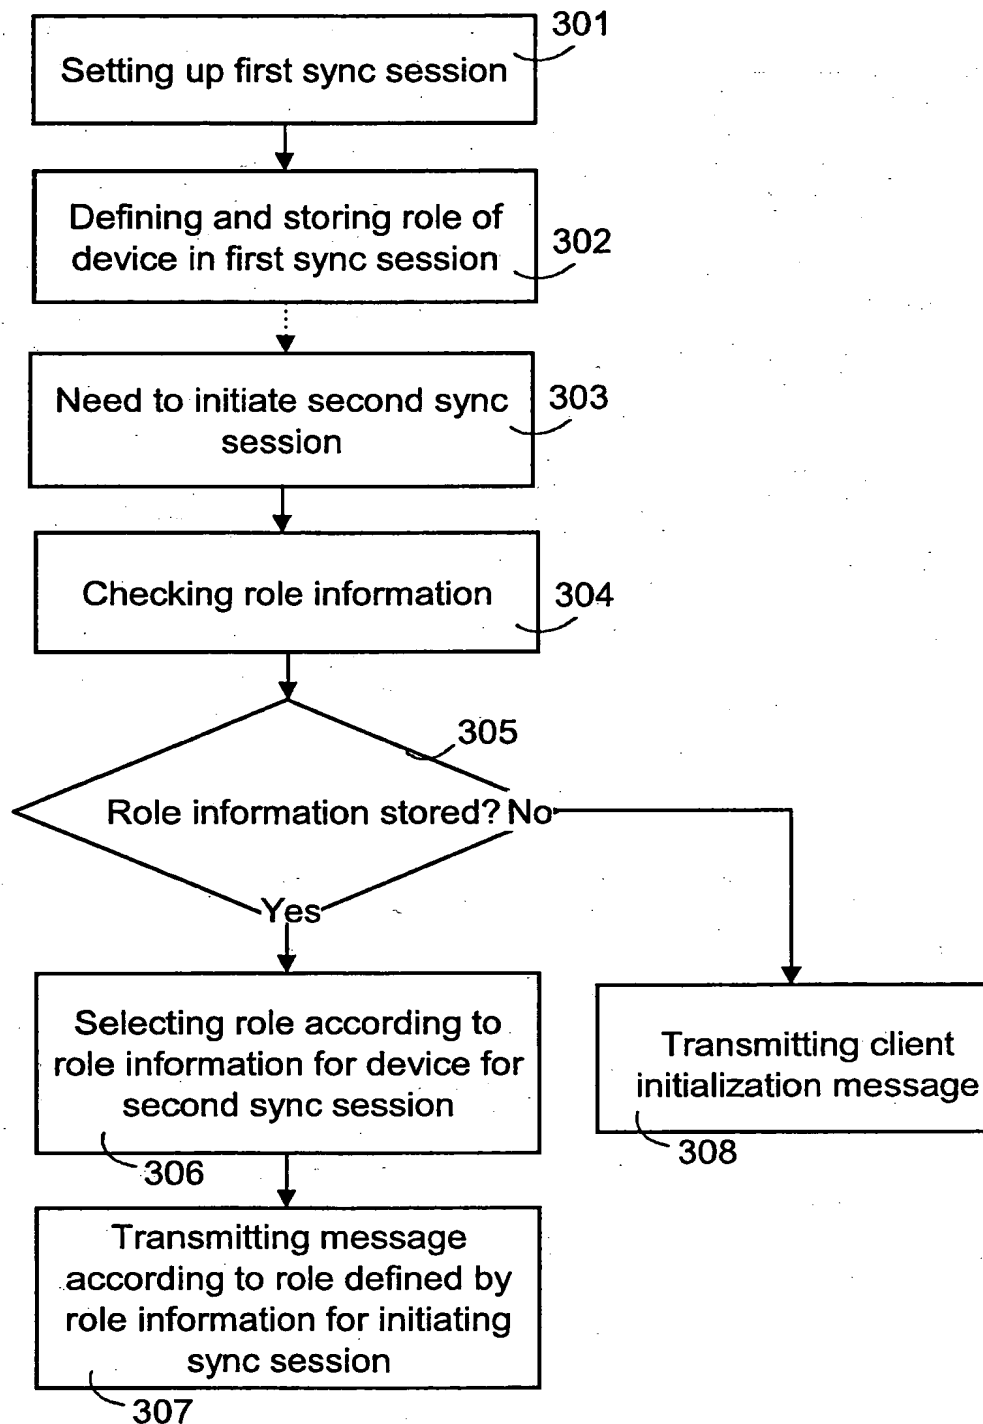 301
Setting up first sync session
Defining and storing role of
device in first sync session
302
Need to initiate second sync
session
303
Checking role information
304
305
Role information stored? No
Yes
Selecting role according to
role information for device for
second sync session
306
Transmitting client
initialization message
308
Transmitting message
according to role defined by
role information for initiating
sync session
307